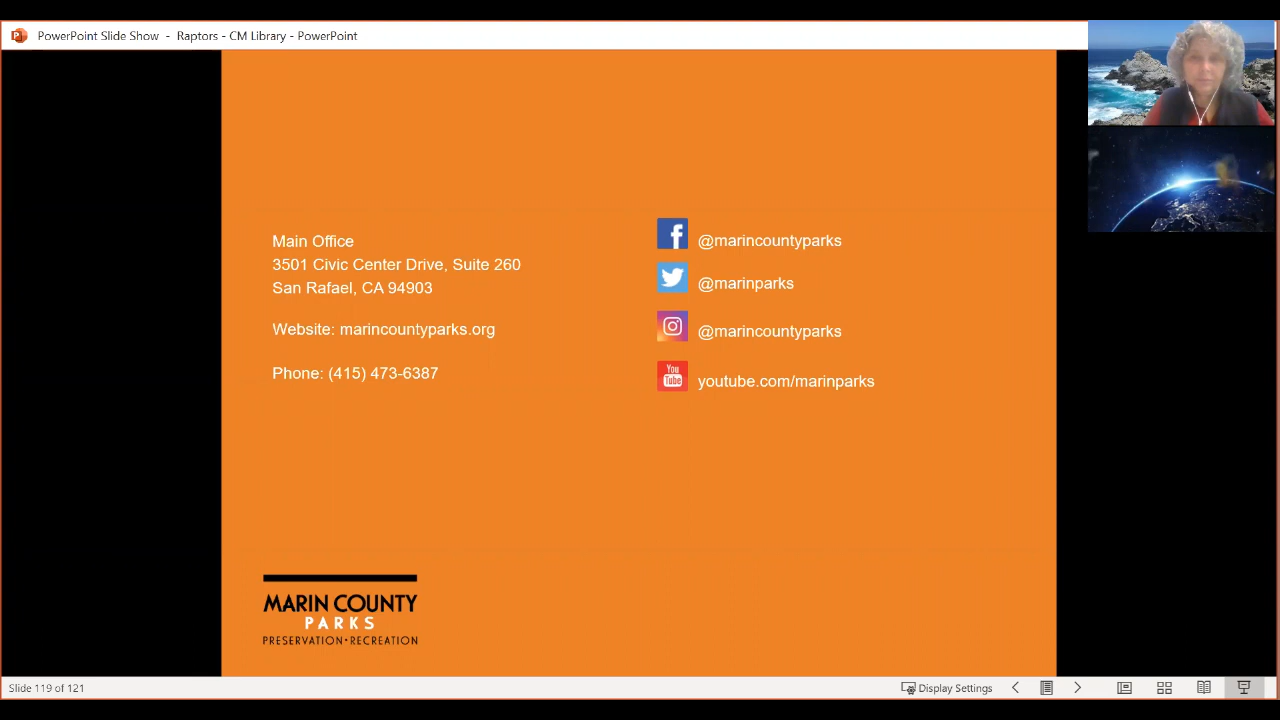 PowerPoint Slide Show - Raptors - CM Library - PowerPoint
Main Office
3501 Civic Center Drive, Suite 260
San Rafael, CA 94903
Website: marincountyparks.org
Phone: (415) 473-6387
@marincountyparks
@marinparks
@marincountyparks
You
Tube
youtube.com/marinparks
MARIN COUNTY
PARKS
PRESERVATION·RECREATION
Slide 119 of 121
Display Settings